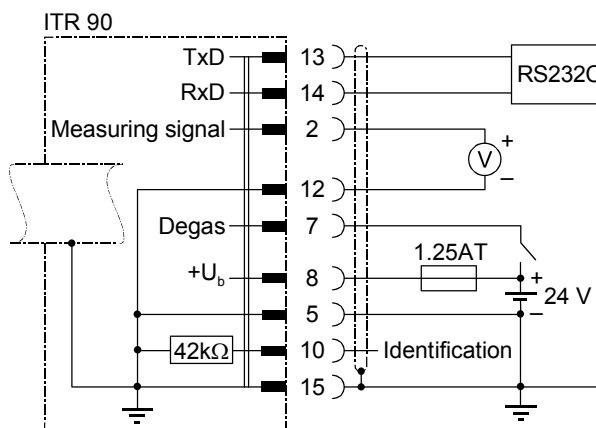 ITR 90
TxD 13
RxD 14 RS232C
Measuring signal 2 + V –
12
Degas 7
1.25AT
+Ub 8 +
5 – 24 V
42kΩ 10 Identification
15